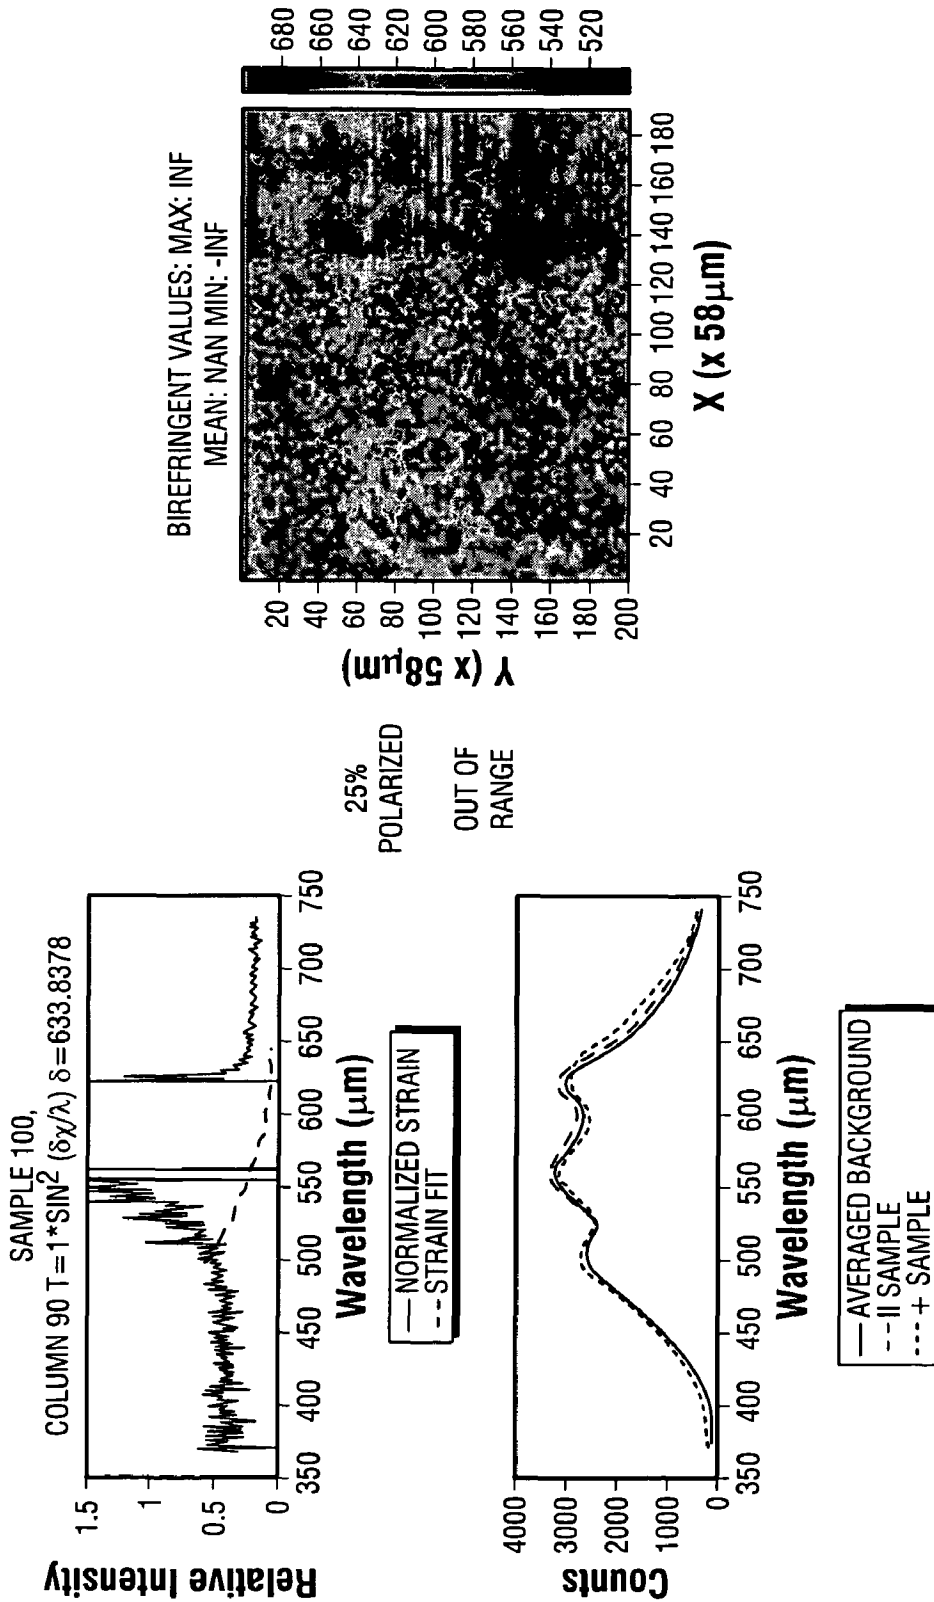 SAMPLE 100,
COLUMN 90 T=1*SIN² (δχ/λ) δ=633.8378
Relative Intensity
1.5
1
0.5
0
350 400 450 500 550 600 650 700 750
Wavelength (μm)
NORMALIZED STRAIN
STRAIN FIT
25%
POLARIZED
OUT OF
RANGE
Counts
4000
3000
2000
1000
0
350 400 450 500 550 600 650 700 750
Wavelength (μm)
AVERAGED BACKGROUND
II SAMPLE
+ SAMPLE
BIREFRINGENT VALUES: MAX: INF
MEAN: NAN MIN: -INF
Y (x 58μm)
20
40
60
80
100
120
140
160
180
200
20 40 60 80 100 120 140 160 180
X (x 58μm)
680
660
640
620
600
580
560
540
520